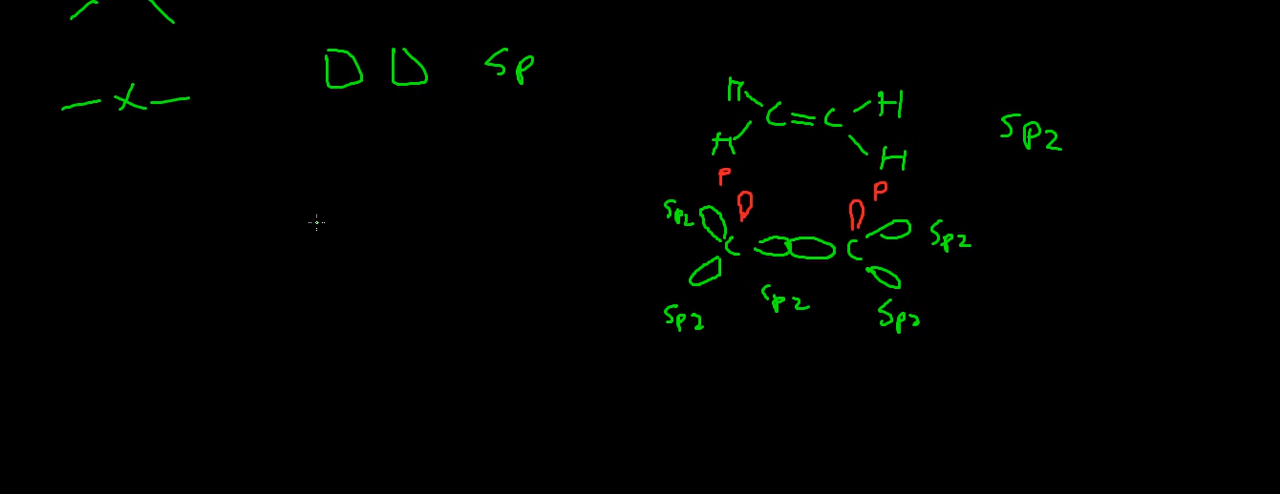 D D Sp
— x —
H H
C = C
H H
Sp2
P P
Sp2
C C
Sp2
Sp2
Sp2
Sp2